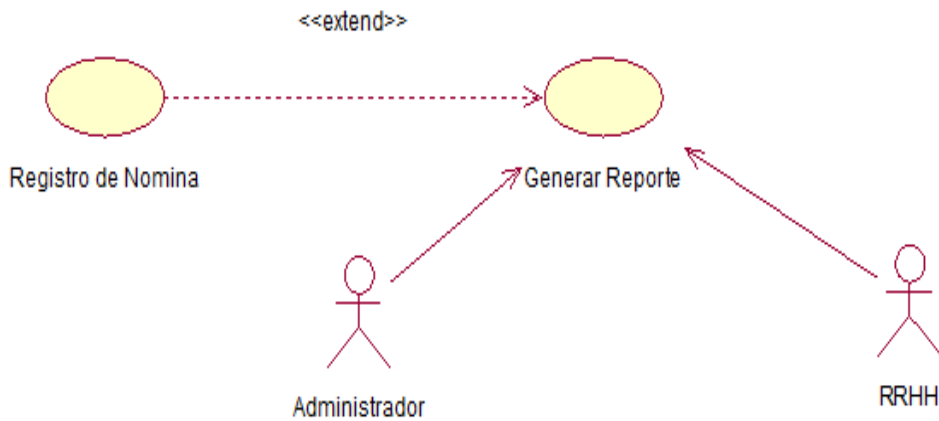 <<extend>>
Registro de Nomina
Generar Reporte
Administrador
RRHH